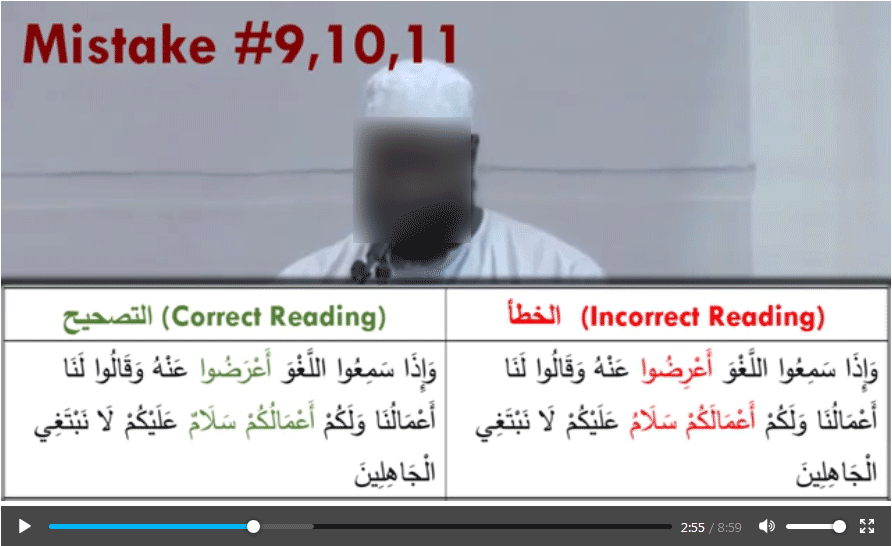 Mistake #9,10,11
الخطأ (Incorrect Reading)
وَإِذَا سَمِعُوا اللَّغْوَ أَعْرِضُوا عَنْهُ وَقَالُوا لَنَا
أَعْمَالُنَا وَلَكُمْ أَعْمَالَكُمْ سَلَامُ عَلَيْكُمْ لَا نَبْتَغِي
الْجَاهِلِينَ
التصحيح (Correct Reading)
وَإِذَا سَمِعُوا اللَّغْوَ أَعْرَضُوا عَنْهُ وَقَالُوا لَنَا
أَعْمَالُنَا وَلَكُمْ أَعْمَالُكُمْ سَلَامٌ عَلَيْكُمْ لَا نَبْتَغِي
الْجَاهِلِينَ
2:55 / 8:59